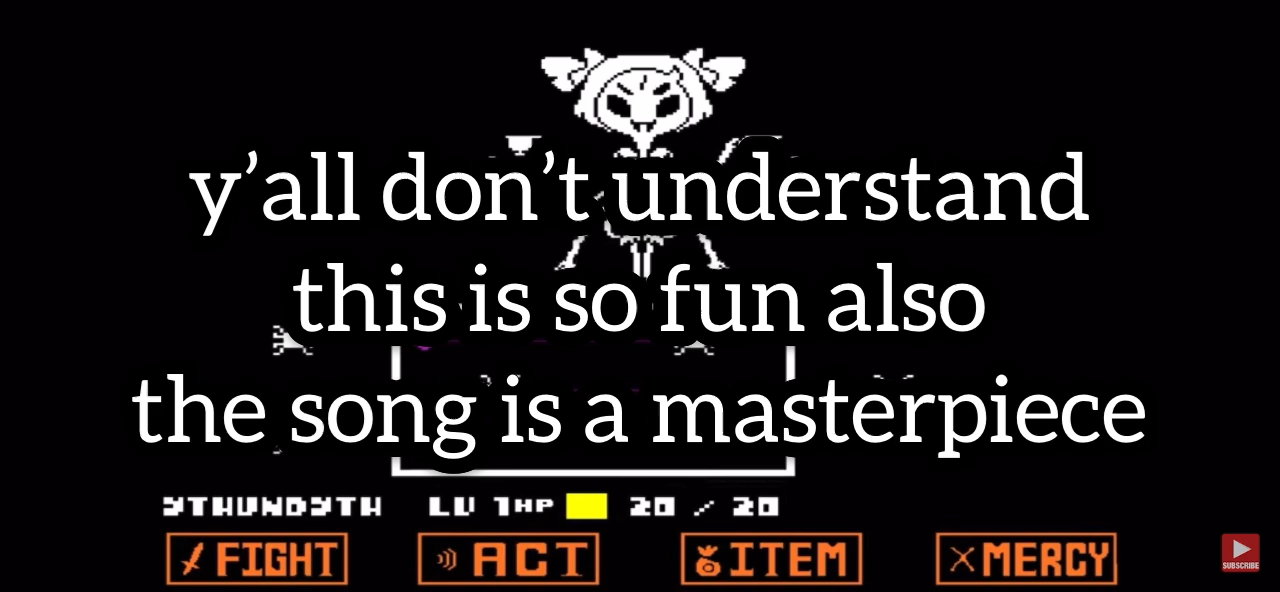 y’all don’t understand
this is so fun also
the song is a masterpiece
LV 1 HP 20 / 20
FIGHT ACT ITEM MERCY
SUBSCRIBE